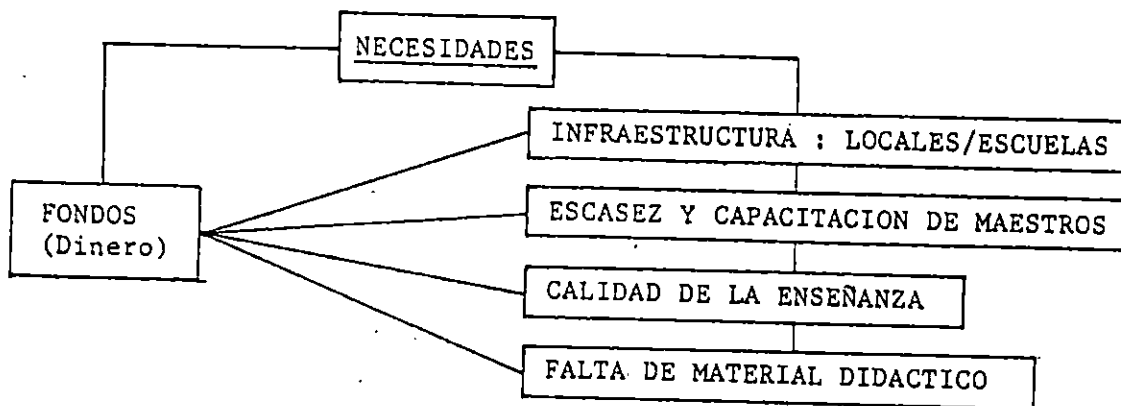 NECESIDADES
INFRAESTRUCTURA : LOCALES/ESCUELAS
FONDOS
(Dinero)
ESCASEZ Y CAPACITACION DE MAESTROS
CALIDAD DE LA ENSEÑANZA
FALTA DE MATERIAL DIDACTICO